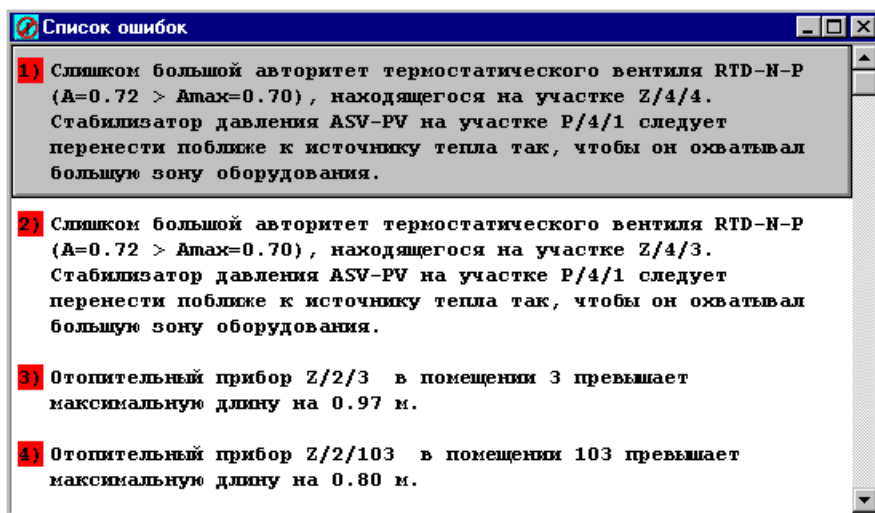 Список ошибок
1) Слишком большой авторитет термостатического вентиля RTD-N-P
(A=0.72 > Amax=0.70), находящегося на участке Z/4/4.
Стабилизатор давления ASV-PV на участке P/4/1 следует
перенести поближе к источнику тепла так, чтобы он охватывал
большую зону оборудования.
2) Слишком большой авторитет термостатического вентиля RTD-N-P
(A=0.72 > Amax=0.70), находящегося на участке Z/4/3.
Стабилизатор давления ASV-PV на участке P/4/1 следует
перенести поближе к источнику тепла так, чтобы он охватывал
большую зону оборудования.
3) Отопительный прибор Z/2/3 в помещении 3 превышает
максимальную длину на 0.97 м.
4) Отопительный прибор Z/2/103 в помещении 103 превышает
максимальную длину на 0.80 м.